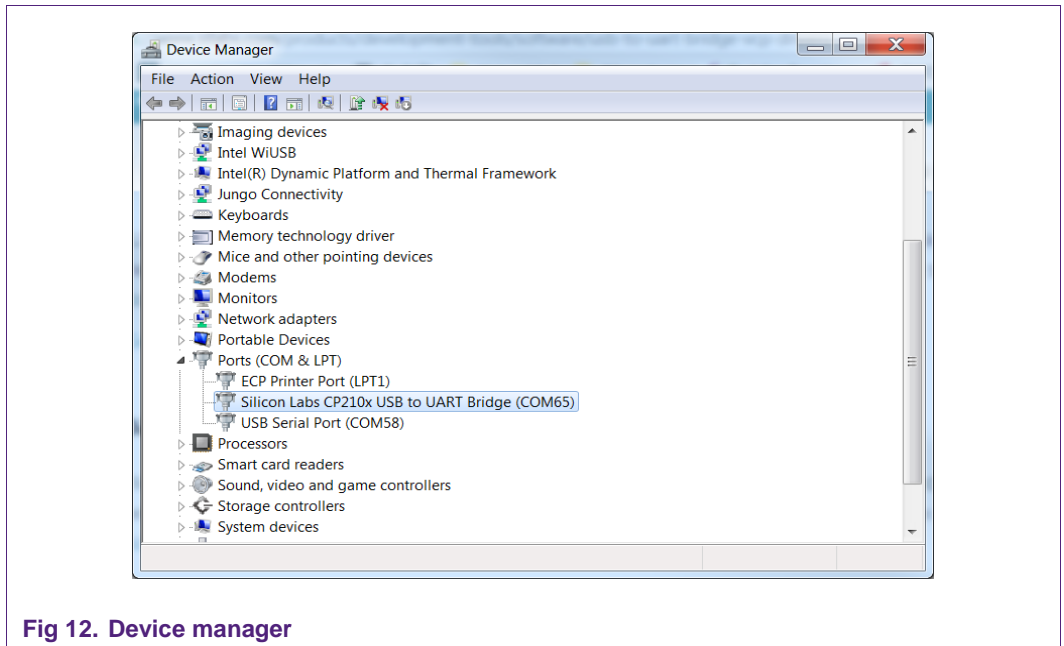 Device Manager
File Action View Help
Imaging devices
Intel WiUSB
Intel(R) Dynamic Platform and Thermal Framework
Jungo Connectivity
Keyboards
Memory technology driver
Mice and other pointing devices
Modems
Monitors
Network adapters
Portable Devices
Ports (COM & LPT)
ECP Printer Port (LPT1)
Silicon Labs CP210x USB to UART Bridge (COM65)
USB Serial Port (COM58)
Processors
Smart card readers
Sound, video and game controllers
Storage controllers
System devices
Fig 12. Device manager